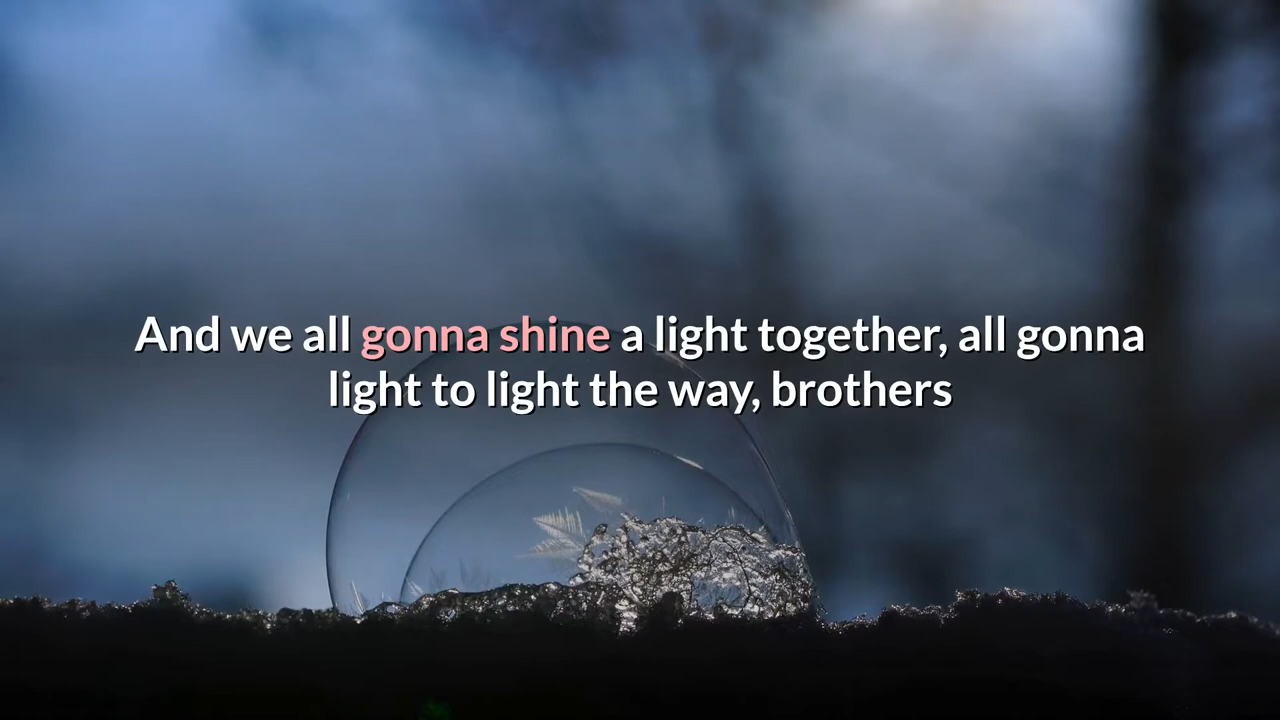 And we all gonna shine a light together, all gonna
light to light the way, brothers